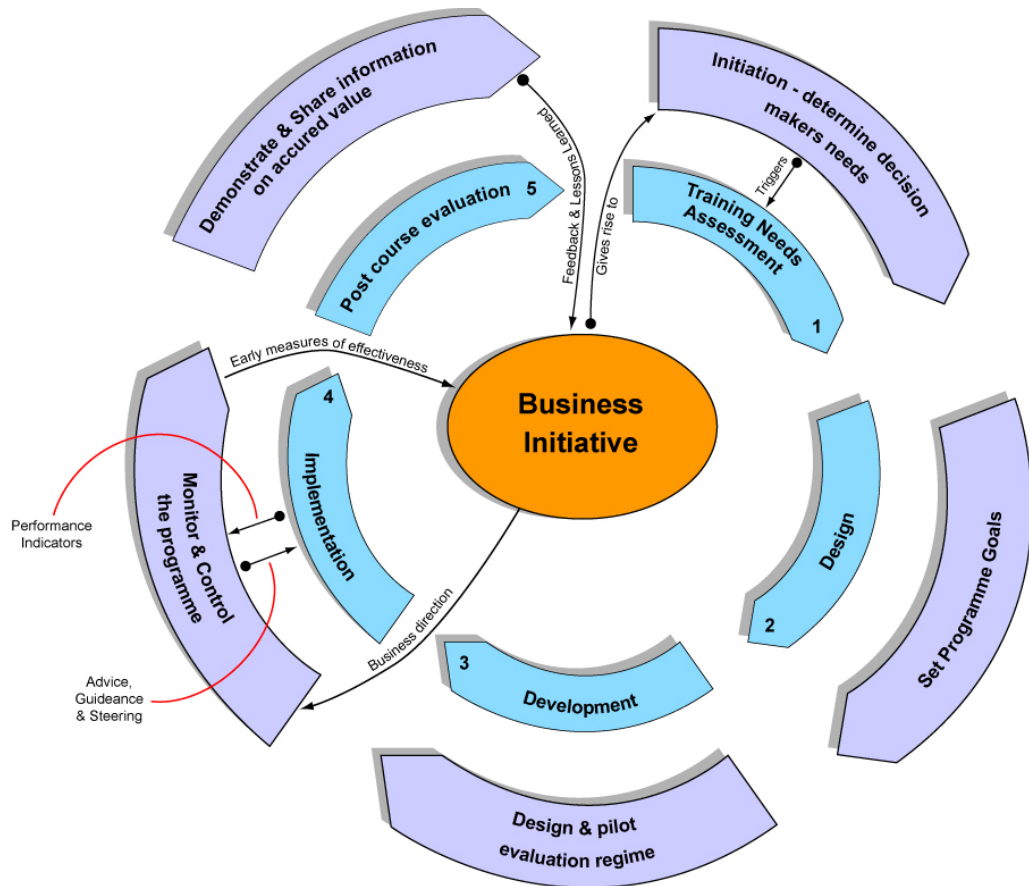 Demonstrate & Share information
on accured value
Initiation - determine decision
makers needs
Feedback & Lessons Learned
Gives rise to
Triggers
Post course evaluation
5
Training Needs
Assessment
1
Early measures of effectiveness
Business
Initiative
4
Implementation
Monitor & Control
the programme
Performance
Indicators
Design
2
Set Programme Goals
Business direction
3
Development
Advice,
Guideance
& Steering
Design & pilot
evaluation regime